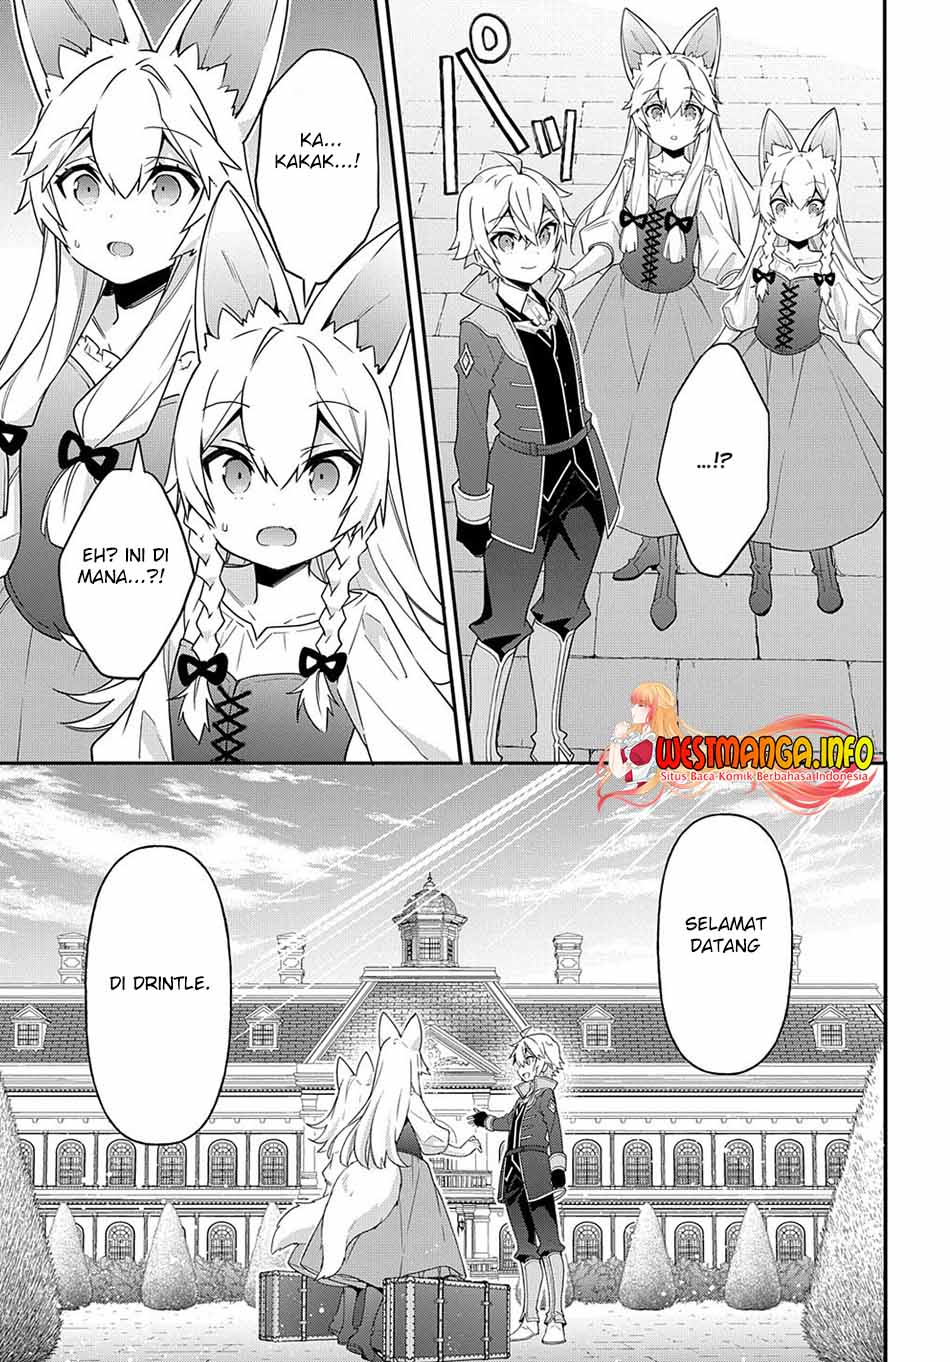 パッ
...!?
KA...
KAKAK...!
EH? INI DI
MANA...?!
WESTMANGA.INFO
Situs Baca Komik Berbahasa Indonesia
SELAMAT
DATANG
DI DRINTLE.